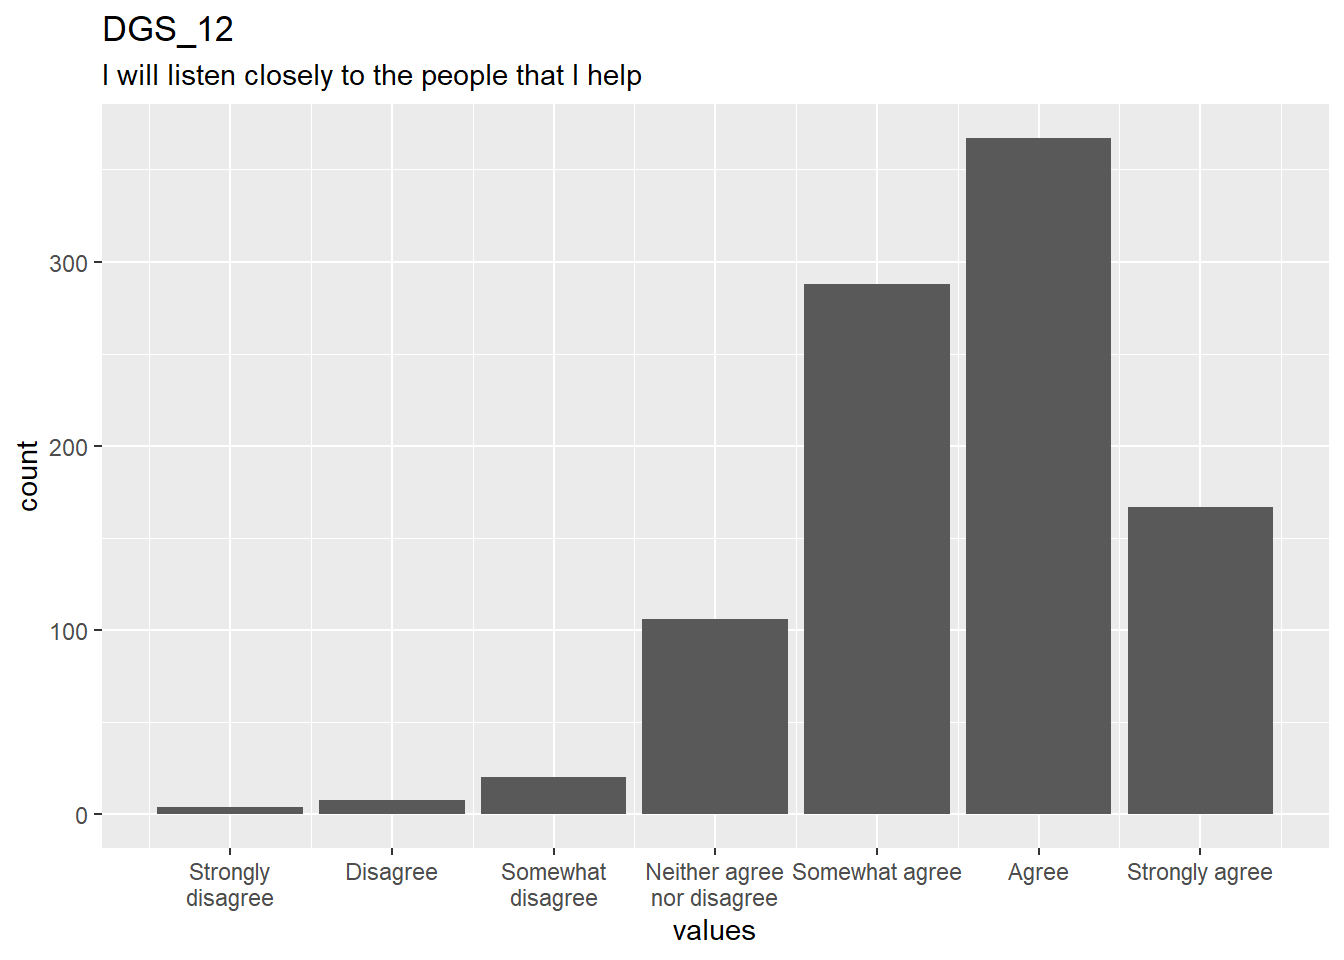 DGS_12
I will listen closely to the people that I help
count
300
200
100
0
Strongly
disagree
Disagree
Somewhat
disagree
Neither agree
nor disagree
Somewhat agree
Agree
Strongly agree
values